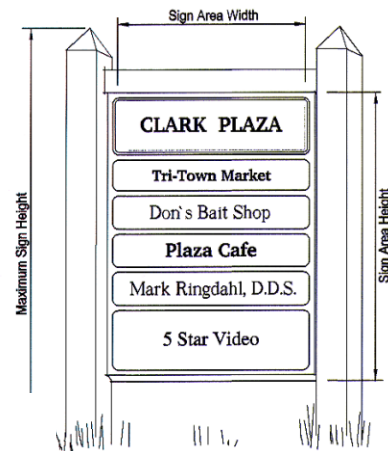 Sign Area Width
CLARK PLAZA
Tri-Town Market
Don's Bait Shop
Plaza Cafe
Mark Ringdahl, D.D.S.
5 Star Video
Maximum Sign Height
Sign Area Height